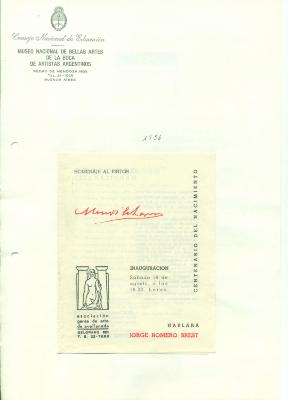 Consejo Nacional de Educación
MUSEO NACIONAL DE BELLAS ARTES
DE LA BOCA
DE ARTISTAS ARGENTINOS
PEDRO DE MENDOZA 1835
BUENOS AIRES
1956
HOMENAJE AL PINTOR
CENTENARIO DEL NACIMIENTO
INAUGURACION
Sábado 18 de
agosto, a las
18.30 horas
asociación
gente de arte
de avellaneda
HABLARA
JORGE ROMERO BREST